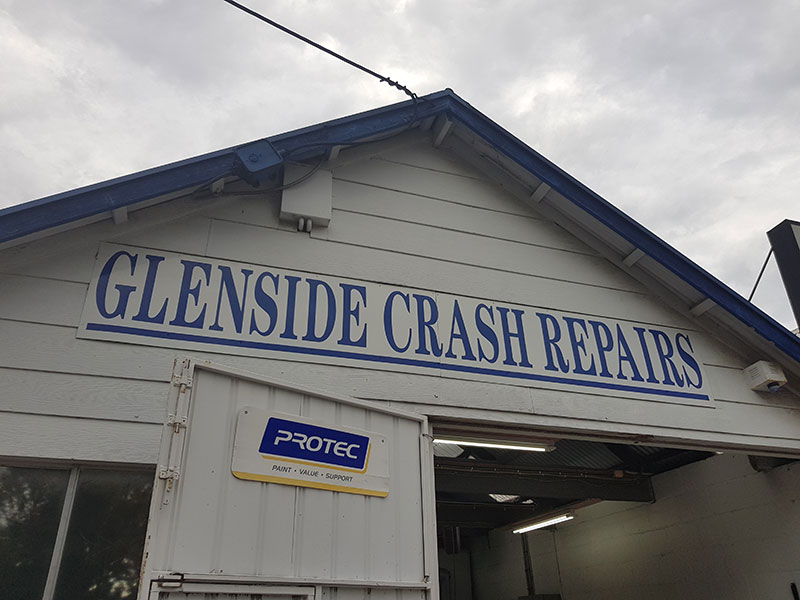 GLENSIDE CRASH REPAIRS
PROTEC
PAINT • VALUE • SUPPORT